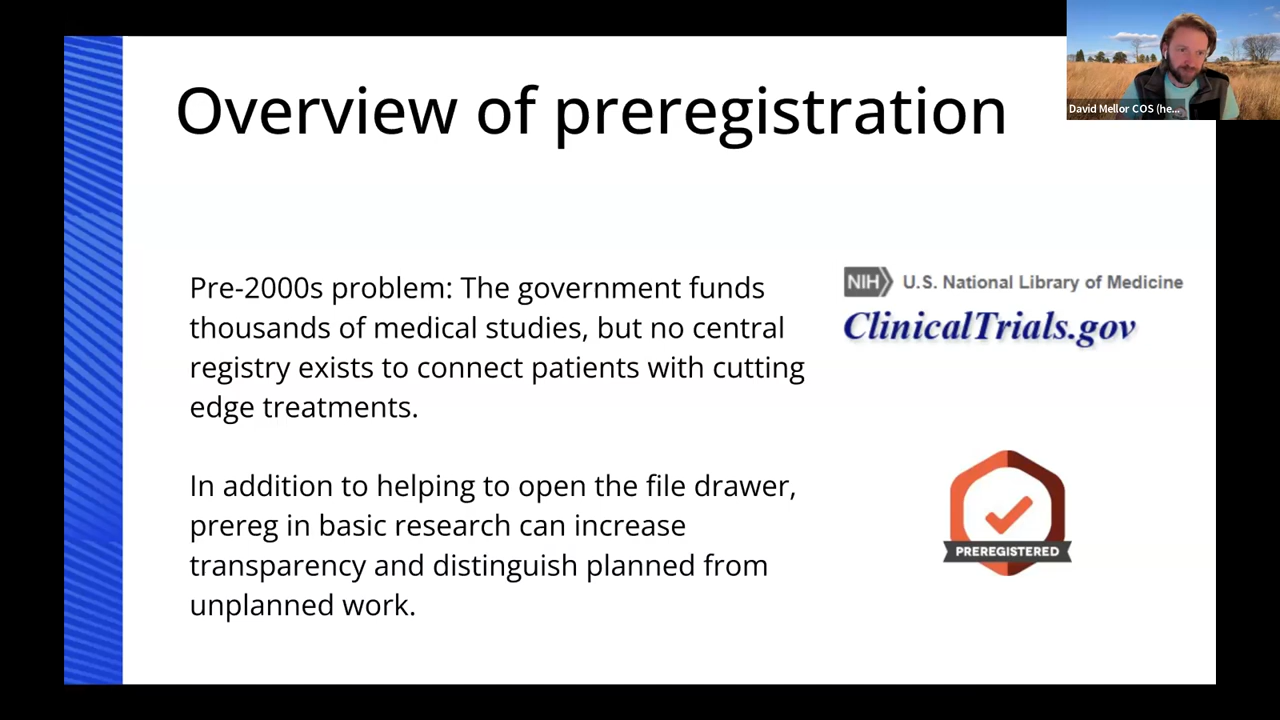 Overview of preregistration
David Mellor COS (he...
Pre-2000s problem: The government funds
thousands of medical studies, but no central
registry exists to connect patients with cutting
edge treatments.
In addition to helping to open the file drawer,
prereg in basic research can increase
transparency and distinguish planned from
unplanned work.
NIH U.S. National Library of Medicine
ClinicalTrials.gov
PREREGISTERED